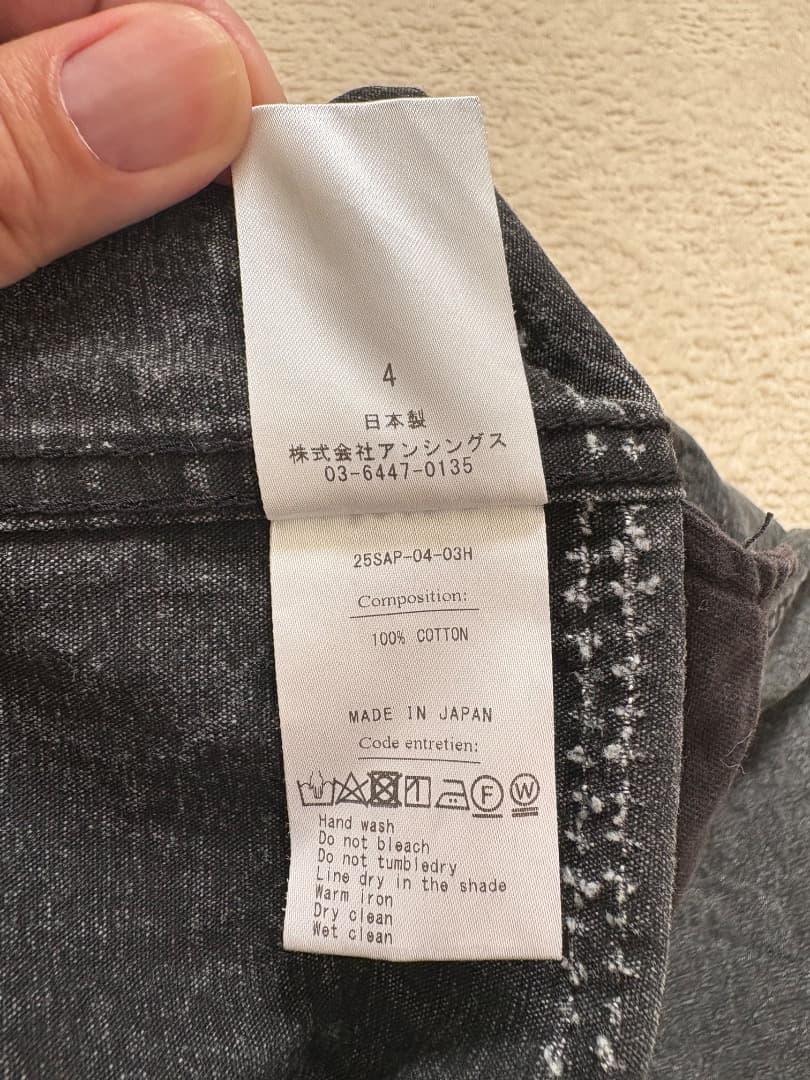 4
日本製
株式会社アンシングス
03-6447-0135
25SAP-04-03H
Composition:
100% COTTON
MADE IN JAPAN
Code entretien:
F W
Hand wash
Do not bleach
Do not tumbledry
Line dry in the shade
Warm iron
Dry clean
Wet clean